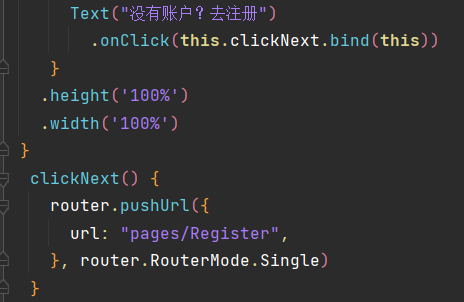 Text("没有账户？去注册")
.onClick(this.clickNext.bind(this))
}
.height('100%')
.width('100%')
}
clickNext() {
router.pushUrl({
url: "pages/Register",
}, router.RouterMode.Single)
}